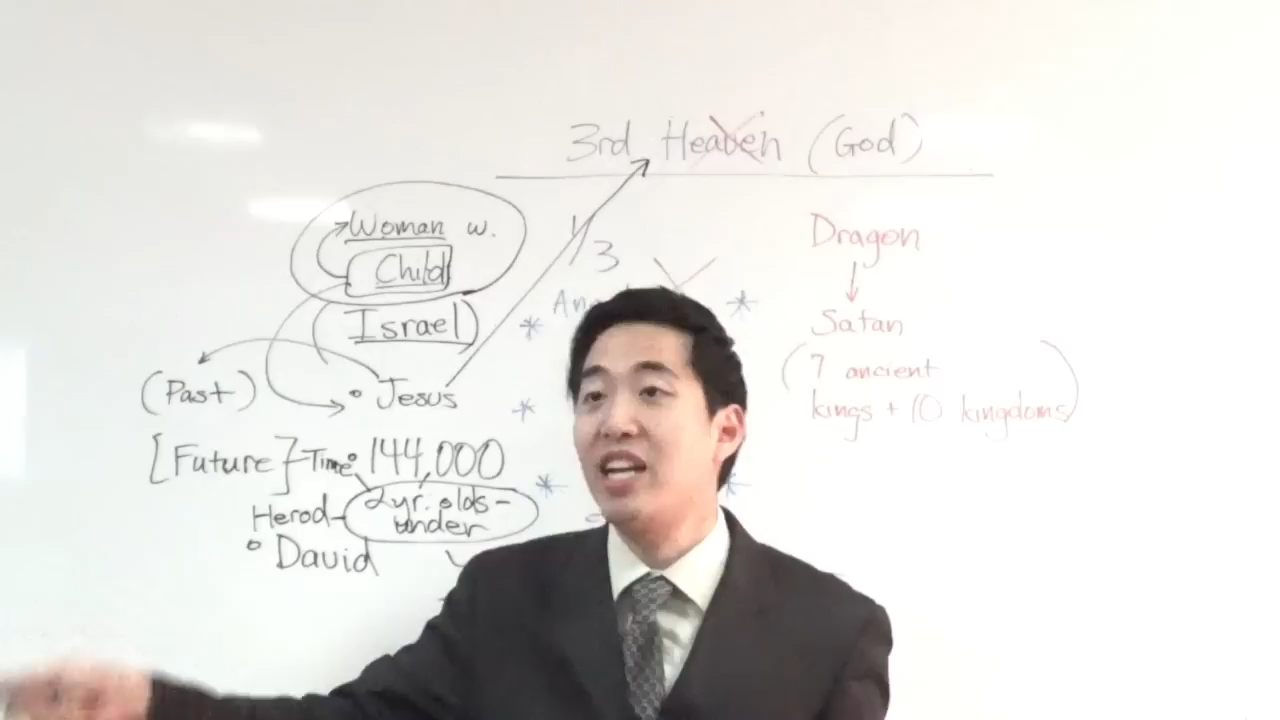 3rd Heaven (God)
Woman w.
Child
(Israel)
(Past)
• Jesus
[Future] - Time • 144,000
Herod - 2yr. olds -
under
• David
1/3
Dragon
Satan
(7 ancient
kings + 10 kingdoms)